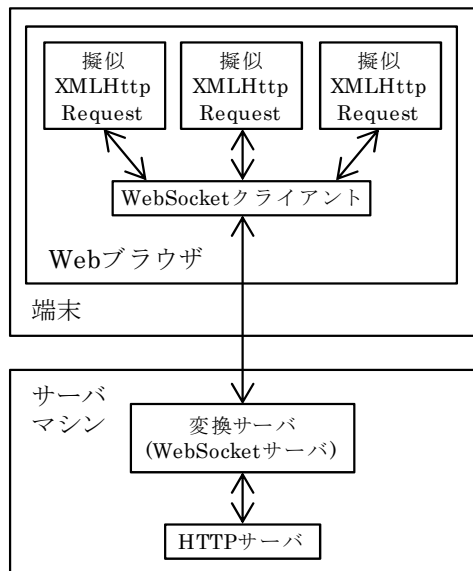 擬似
XMLHttp
Request
擬似
XMLHttp
Request
擬似
XMLHttp
Request
WebSocketクライアント
Webブラウザ
端末
サーバ
マシン
変換サーバ
(WebSocketサーバ)
HTTPサーバ